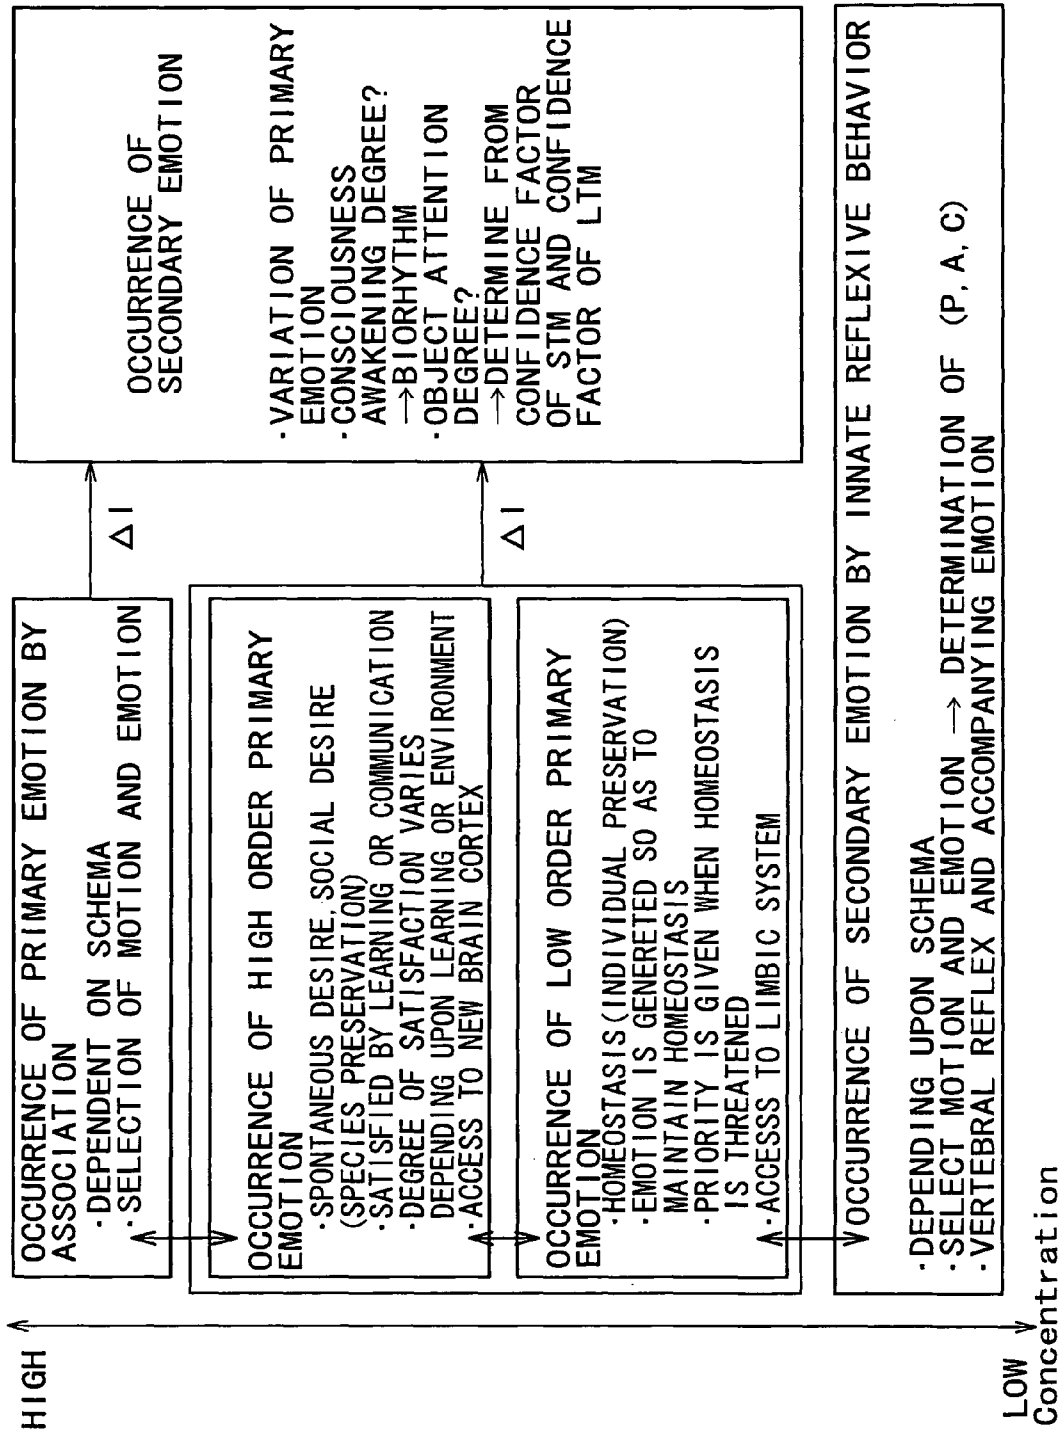 HIGH
OCCURRENCE OF PRIMARY EMOTION BY
ASSOCIATION
·DEPENDENT ON SCHEMA
·SELECTION OF MOTION AND EMOTION
△I
OCCURRENCE OF HIGH ORDER PRIMARY
EMOTION
·SPONTANEOUS DESIRE,SOCIAL DESIRE
(SPECIES PRESERVATION)
·SATISFIED BY LEARNING OR COMMUNICATION
·DEGREE OF SATISFACTION VARIES
DEPENDING UPON LEARNING OR ENVIRONMENT
·ACCESS TO NEW BRAIN CORTEX
OCCURRENCE OF LOW ORDER PRIMARY
EMOTION
·HOMEOSTASIS(INDIVIDUAL PRESERVATION)
·EMOTION IS GENERETED SO AS TO
MAINTAIN HOMEOSTASIS
·PRIORITY IS GIVEN WHEN HOMEOSTASIS
IS THREATENED
·ACCESSS TO LIMBIC SYSTEM
△I
OCCURRENCE OF
SECONDARY EMOTION
·VARIATION OF PRIMARY
EMOTION
·CONSCIOUSNESS
AWAKENING DEGREE?
→BIORHYTHM
·OBJECT ATTENTION
DEGREE?
→DETERMINE FROM
CONFIDENCE FACTOR
OF STM AND CONFIDENCE
FACTOR OF LTM
OCCURRENCE OF SECONDARY EMOTION BY INNATE REFLEXIVE BEHAVIOR
·DEPENDING UPON SCHEMA
·SELECT MOTION AND EMOTION → DETERMINATION OF (P,A,C)
·VERTEBRAL REFLEX AND ACCOMPANYING EMOTION
LOW
Concentration